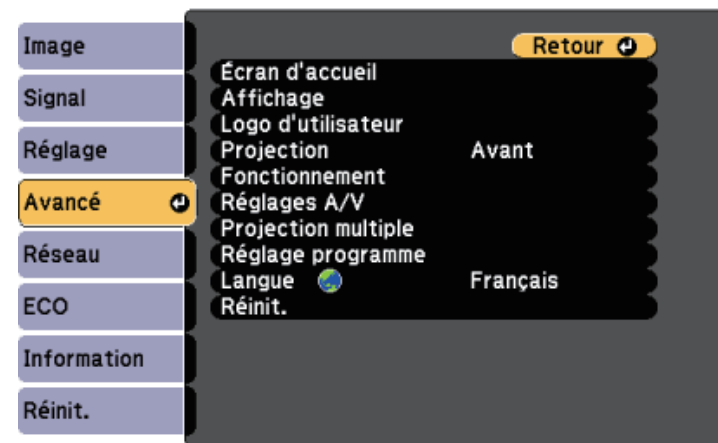 Image
Signal
Réglage
Avancé
Réseau
ECO
Information
Réinit.
Retour
Écran d'accueil
Affichage
Logo d'utilisateur
Projection Avant
Fonctionnement
Réglages A/V
Projection multiple
Réglage programme
Langue Français
Réinit.